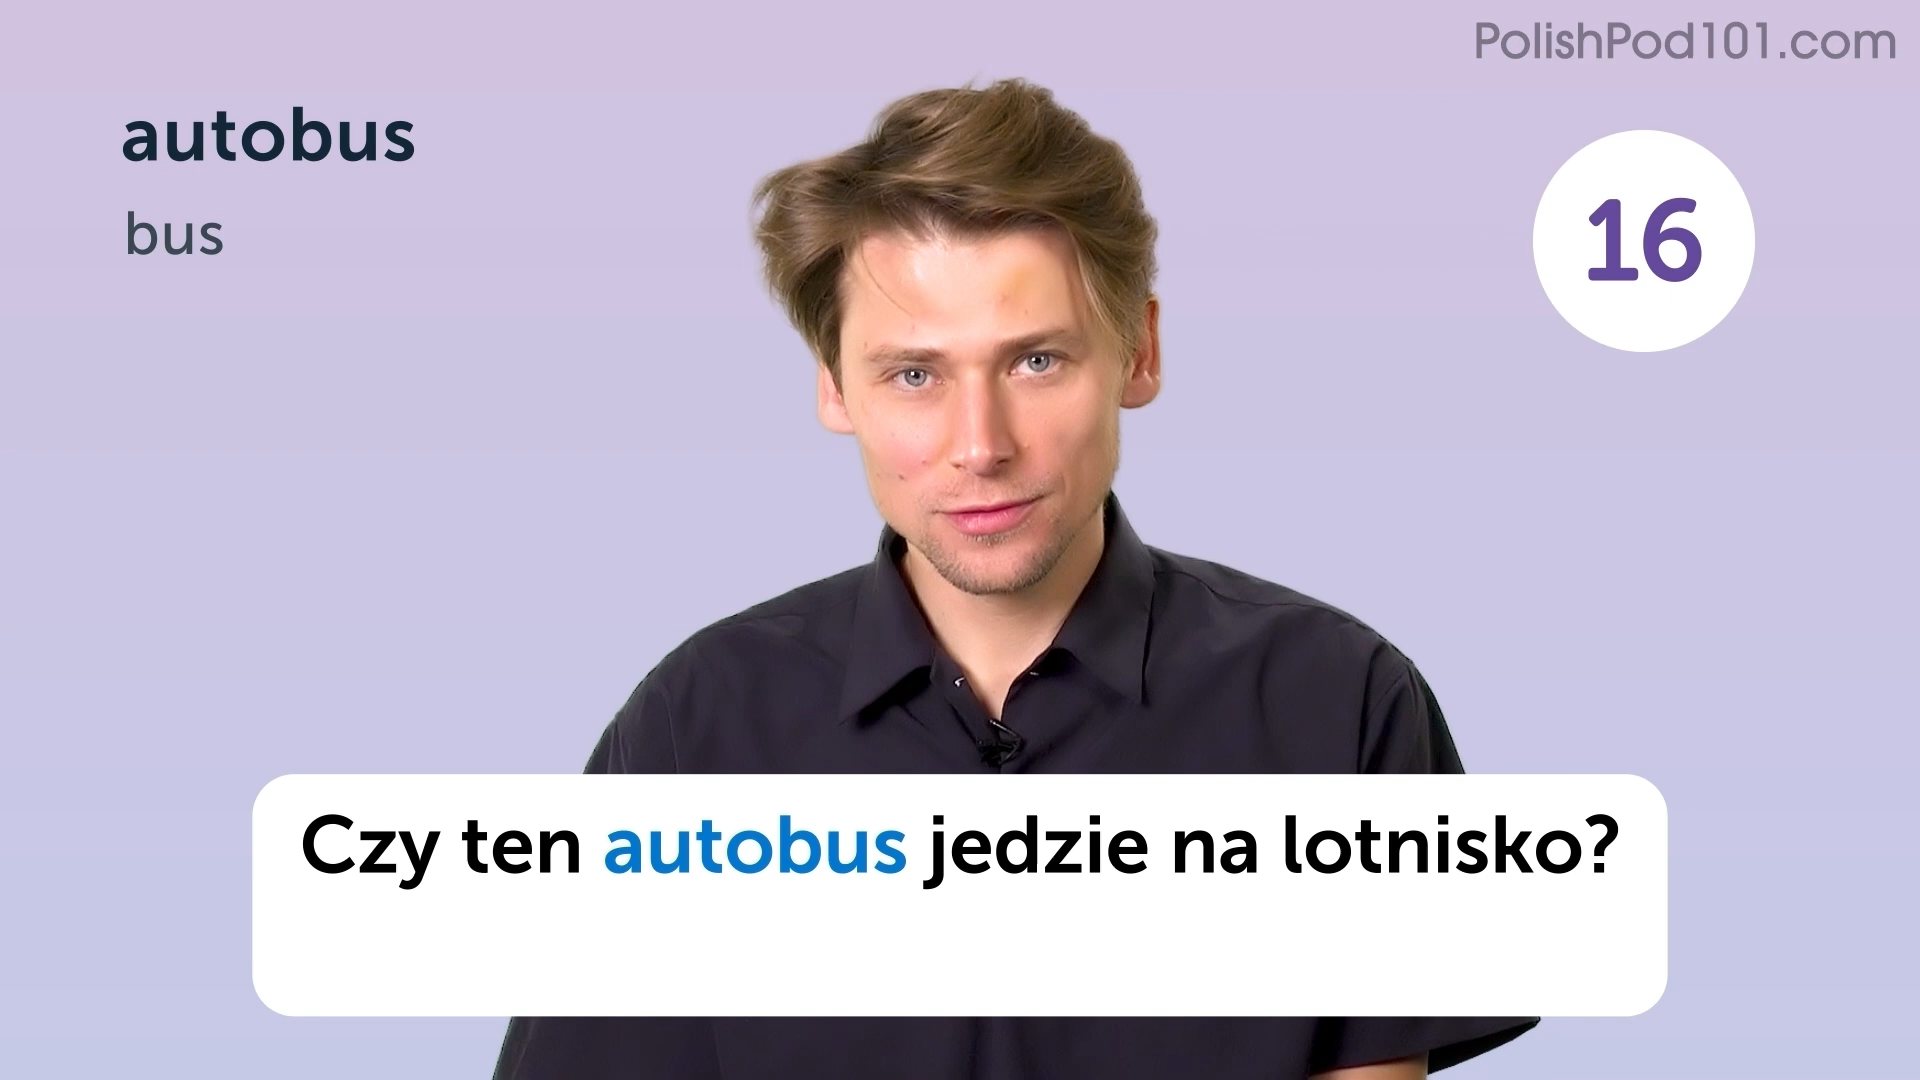 PolishPod101.com
autobus
bus
16
Czy ten autobus jedzie na lotnisko?